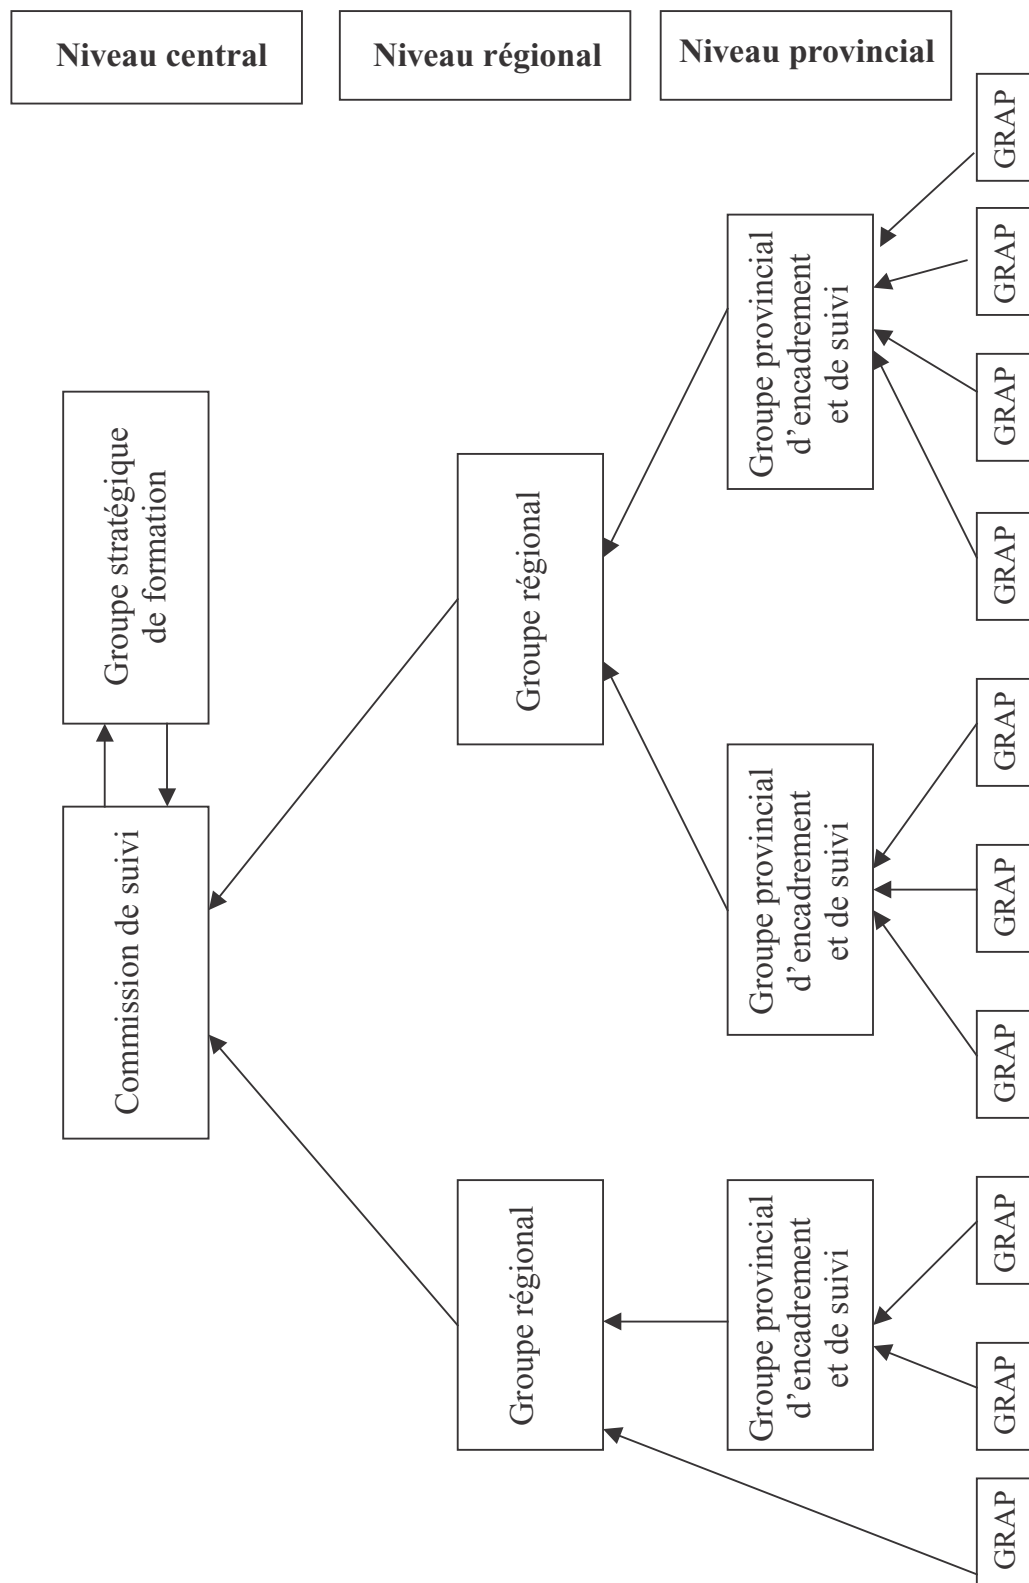 Niveau central
Niveau régional
Niveau provincial
Groupe stratégique
de formation
Commission de suivi
Groupe régional
Groupe régional
Groupe provincial
d'encadrement
et de suivi
Groupe provincial
d'encadrement
et de suivi
Groupe provincial
d'encadrement
et de suivi
GRAP
GRAP
GRAP
GRAP
GRAP
GRAP
GRAP
GRAP
GRAP
GRAP